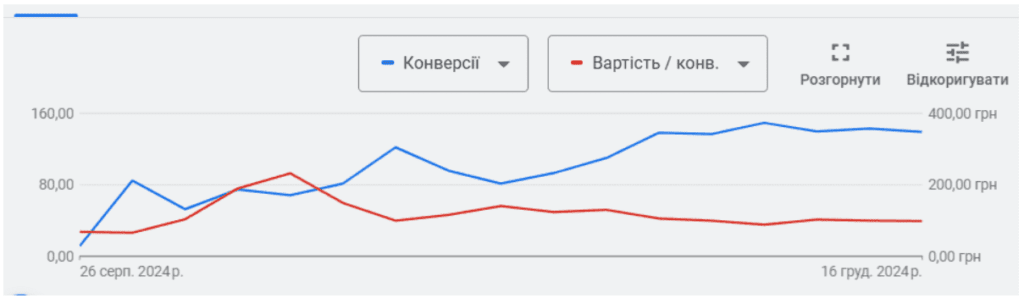 Конверсії Вартість / конв. Розгорнути Відкоригувати
160,00 400,00 грн
80,00 200,00 грн
0,00 0,00 грн
26 серп. 2024 р. 16 груд. 2024 р.